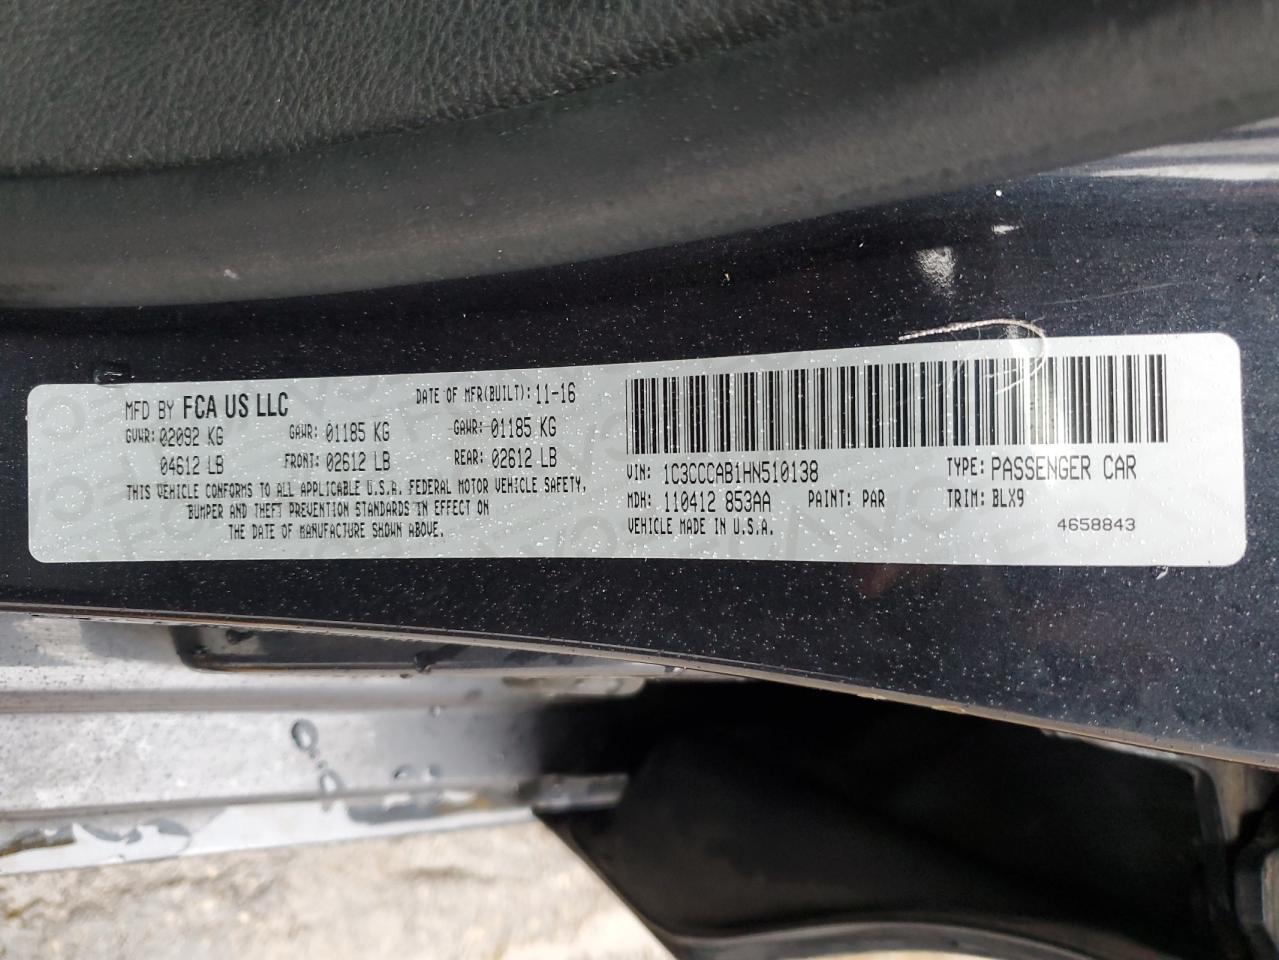 MFD BY FCA US LLC DATE OF MFR(BUILT): 11-16
GVWR: 02092 KG GAWR: 01185 KG GAWR: 01185 KG
04612 LB FRONT: 02612 LB REAR: 02612 LB
THIS VEHICLE CONFORMS TO ALL APPLICABLE U.S.A. FEDERAL MOTOR VEHICLE SAFETY,
BUMPER AND THEFT PREVENTION STANDARDS IN EFFECT ON
THE DATE OF MANUFACTURE SHOWN ABOVE.
VIN: 1C3CCCAB1HN510138 TYPE: PASSENGER CAR
MDH: 110412 853AA PAINT: PAR TRIM: BLX9
VEHICLE MADE IN U.S.A. 4658843